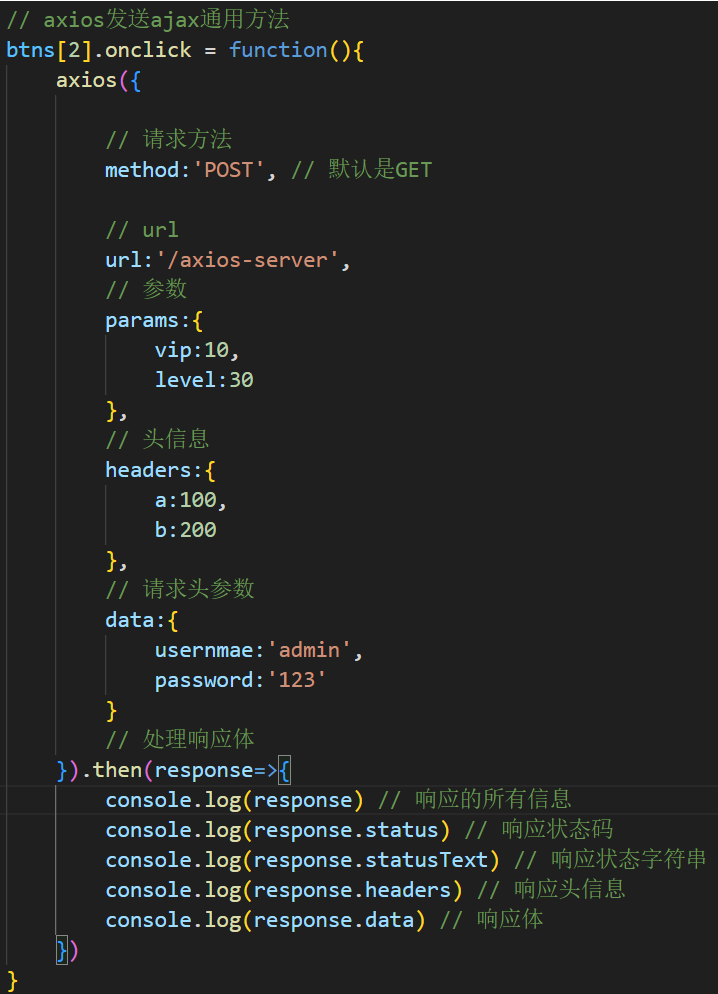 // axios发送ajax通用方法
btns[2].onclick = function(){
axios({
// 请求方法
method:'POST', // 默认是GET
// url
url:'/axios-server',
// 参数
params:{
vip:10,
level:30
},
// 头信息
headers:{
a:100,
b:200
},
// 请求头参数
data:{
usernmae:'admin',
password:'123'
}
// 处理响应体
}).then(response=>{
console.log(response) // 响应的所有信息
console.log(response.status) // 响应状态码
console.log(response.statusText) // 响应状态字符串
console.log(response.headers) // 响应头信息
console.log(response.data) // 响应体
})
}